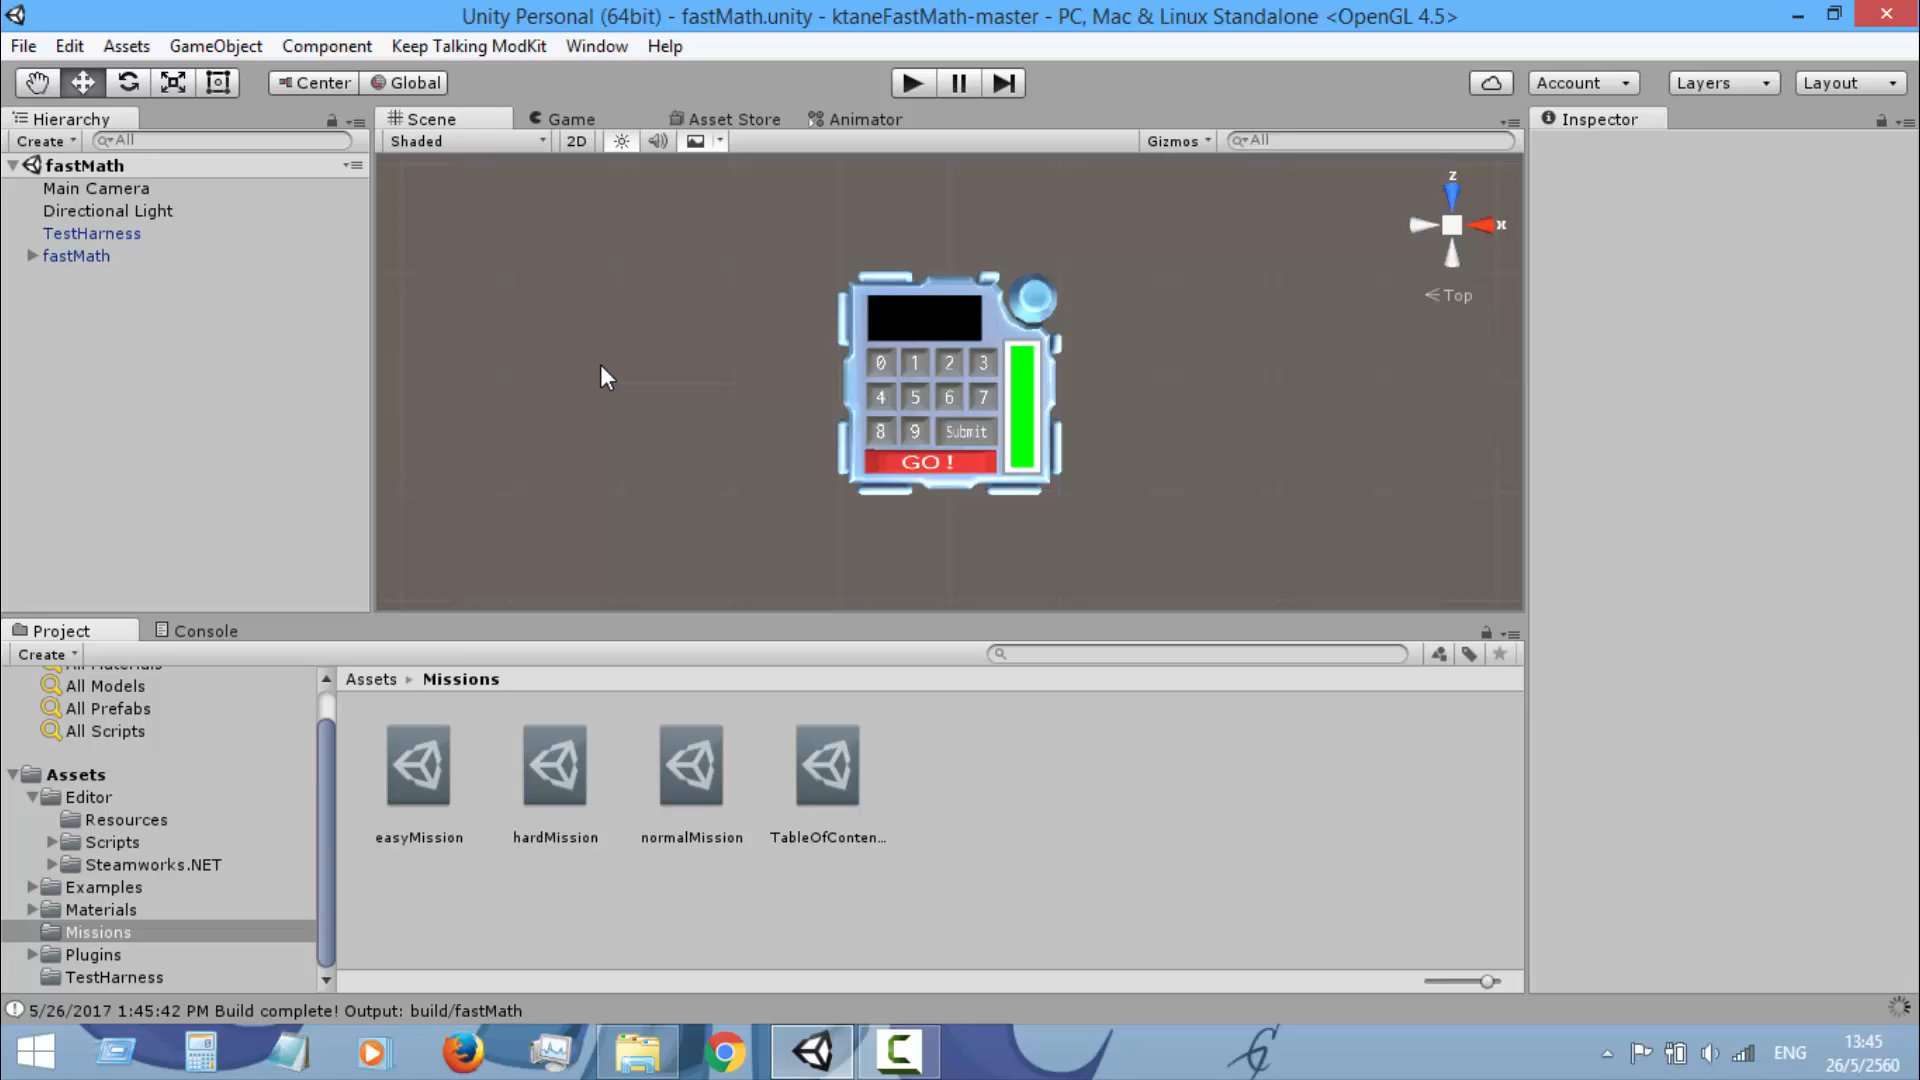 Unity Personal (64bit) - fastMath.unity - ktaneFastMath-master - PC, Mac & Linux Standalone <OpenGL 4.5>
File Edit Assets GameObject Component Keep Talking ModKit Window Help
Center Global Account Layers Layout
Hierarchy Scene Game Asset Store Animator Inspector
Create All Shaded 2D Gizmos All
fastMath
Main Camera
Directional Light
TestHarness
fastMath
z
x
Top
0 1 2 3
4 5 6 7
8 9 Submit
GO!
Project Console
Create
All Materials
All Models
All Prefabs
All Scripts
Assets
Editor
Resources
Scripts
Steamworks.NET
Examples
Materials
Missions
Plugins
TestHarness
Assets Missions
easyMission hardMission normalMission TableOfConten...
5/26/2017 1:45:42 PM Build complete! Output: build/fastMath
ENG
13:45
26/5/2560